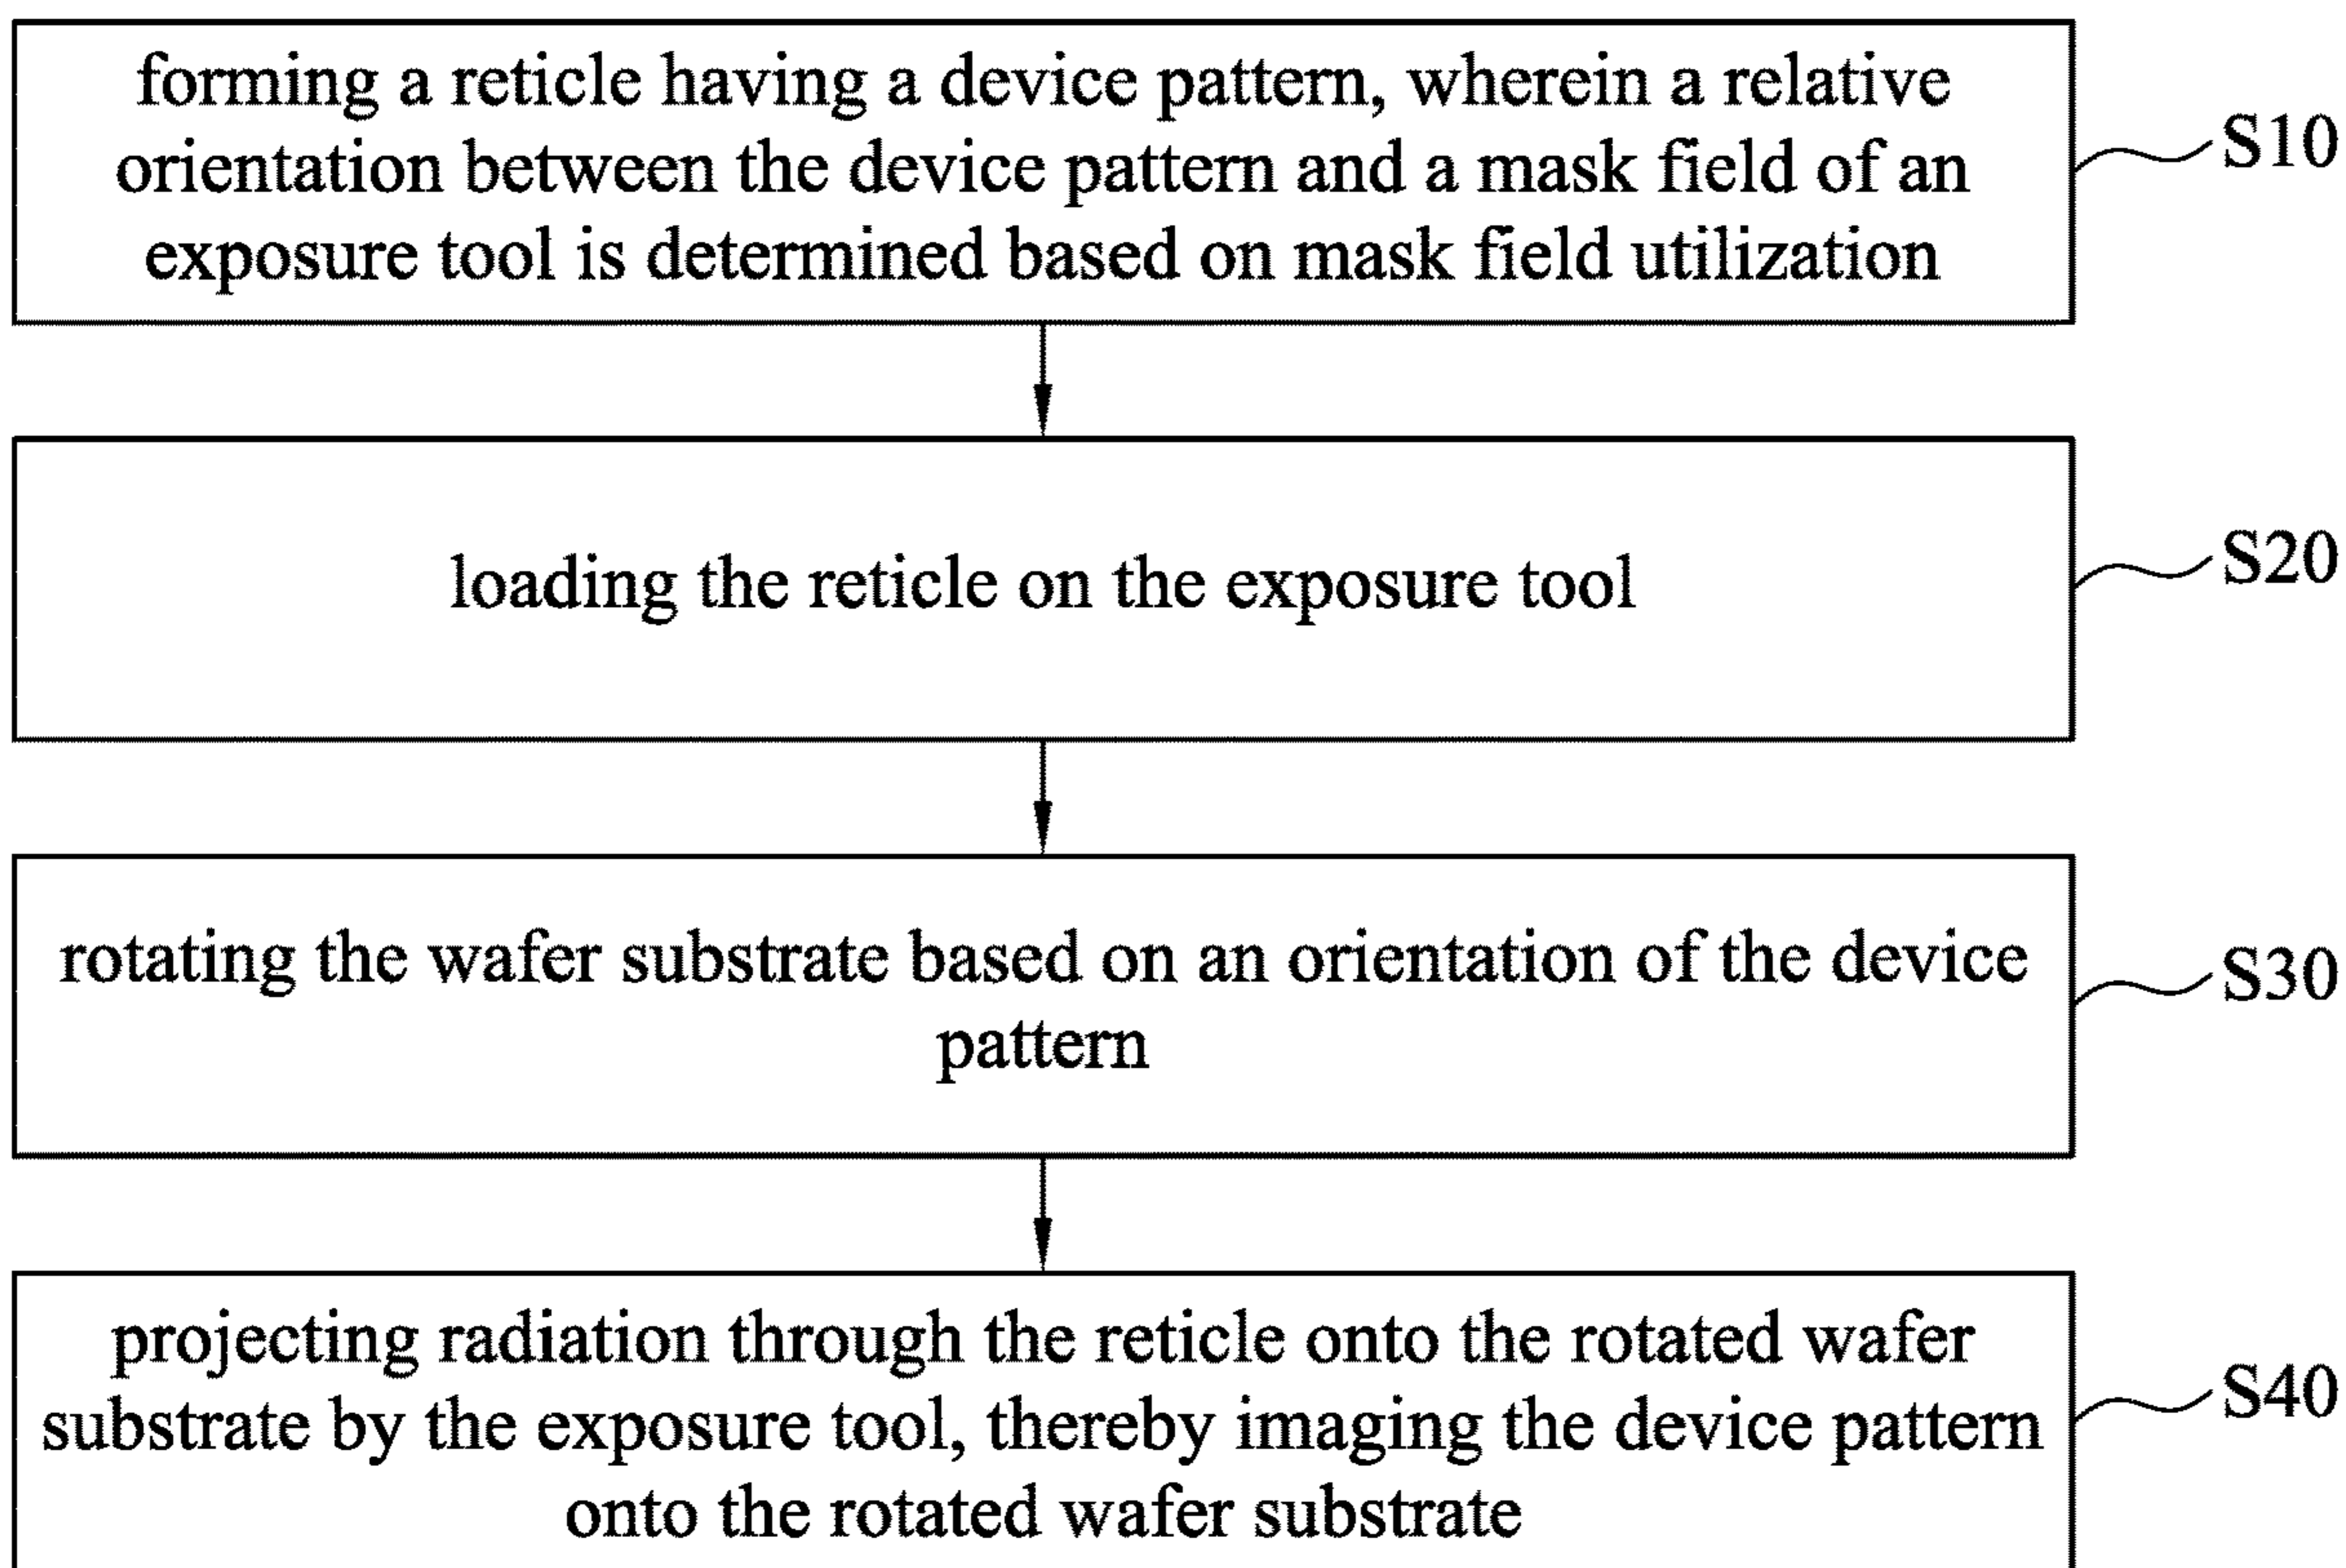 forming a reticle having a device pattern, wherein a relative
orientation between the device pattern and a mask field of an
exposure tool is determined based on mask field utilization
S10
loading the reticle on the exposure tool
S20
rotating the wafer substrate based on an orientation of the device
pattern
S30
projecting radiation through the reticle onto the rotated wafer
substrate by the exposure tool, thereby imaging the device pattern
onto the rotated wafer substrate
S40